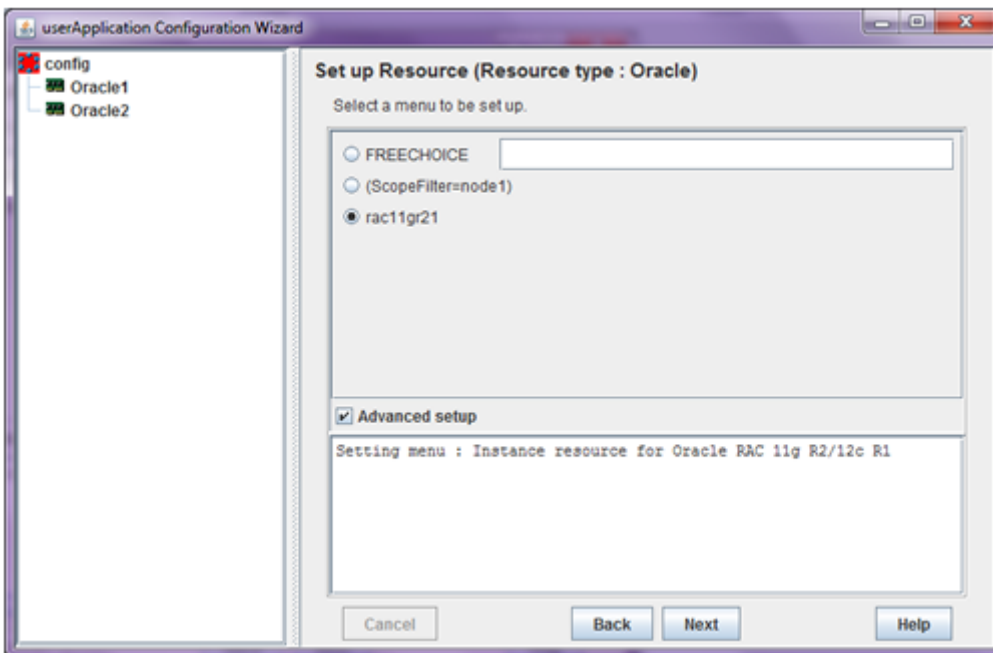 userApplication Configuration Wizard
config
Oracle1
Oracle2
Set up Resource (Resource type : Oracle)
Select a menu to be set up.
FREECHOICE
(ScopeFilter=node1)
rac11gr21
Advanced setup
Setting menu : Instance resource for Oracle RAC 11g R2/12c R1
Cancel
Back
Next
Help